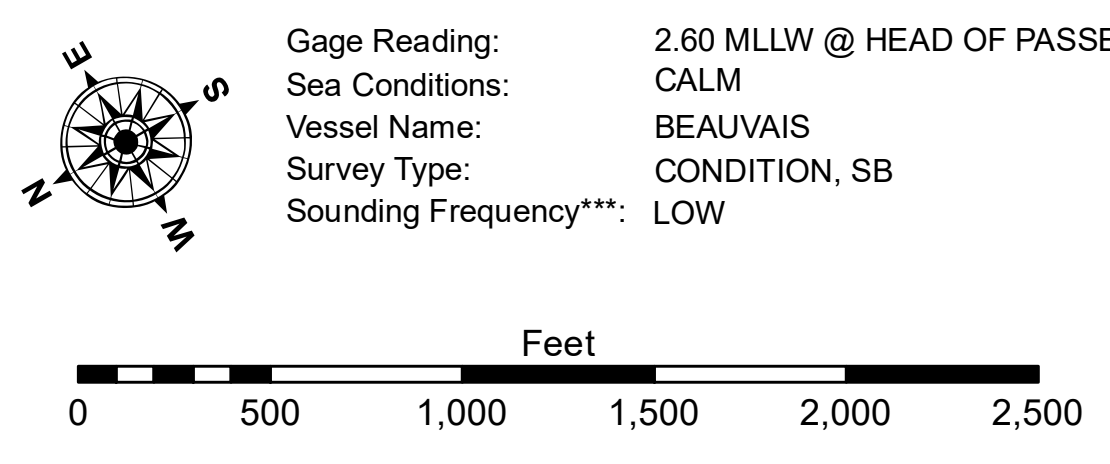 E
S
N
W
Gage Reading: 2.60 MLLW @ HEAD OF PASSE
Sea Conditions: CALM
Vessel Name: BEAUVAIS
Survey Type: CONDITION, SB
Sounding Frequency***: LOW
Feet
0 500 1,000 1,500 2,000 2,500